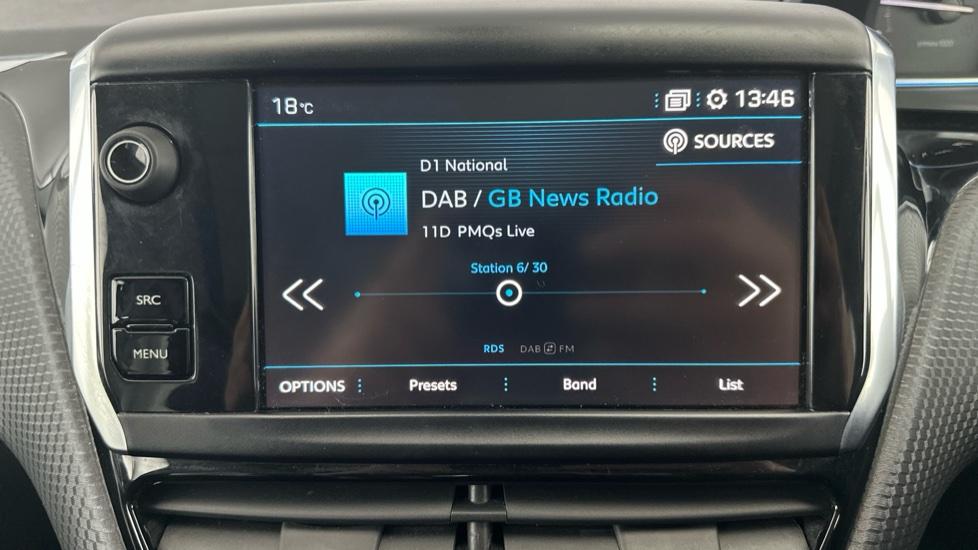 18°C
13:46
SOURCES
D1 National
DAB / GB News Radio
11D PMQs Live
Station 6/ 30
SRC
MENU
RDS DAB FM
OPTIONS Presets Band List